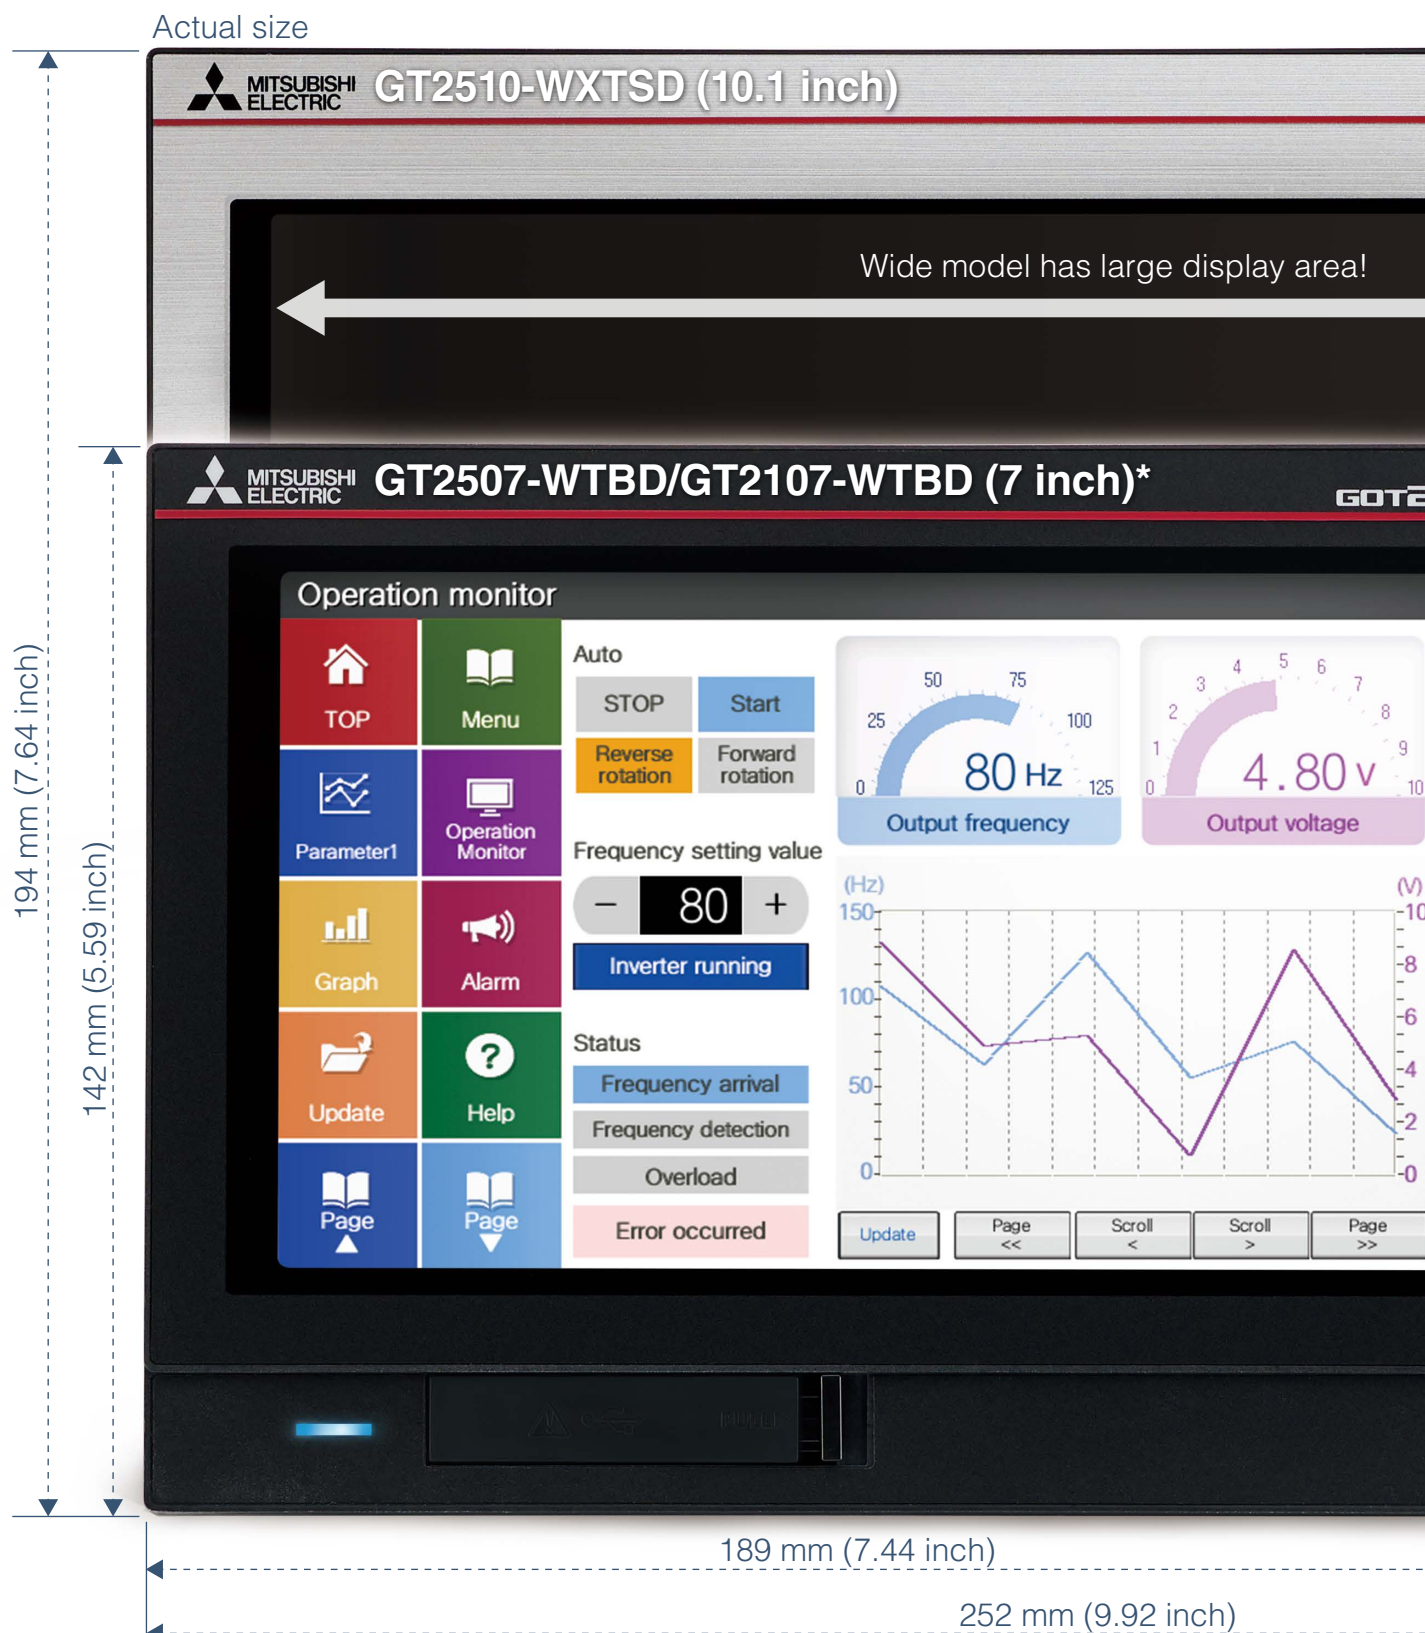 Actual size
MITSUBISHI
ELECTRIC
GT2510-WXTSD (10.1 inch)
Wide model has large display area!
MITSUBISHI
ELECTRIC
GT2507-WTBD/GT2107-WTBD (7 inch)*
GOT2
194 mm (7.64 inch)
142 mm (5.59 inch)
Operation monitor
TOP
Menu
Parameter1
Operation
Monitor
Graph
Alarm
Update
Help
Page
Page
Auto
STOP
Start
Reverse
rotation
Forward
rotation
Frequency setting value
− 80 +
Inverter running
Status
Frequency arrival
Frequency detection
Overload
Error occurred
0 25 50 75 100 125
80 Hz
Output frequency
0 1 2 3 4 5 6 7 8 9 10
4.80 V
Output voltage
(Hz)
150
100
50
0
(V)
10
8
6
4
2
0
Update
Page
<<
Scroll
<
Scroll
>
Page
>>
189 mm (7.44 inch)
252 mm (9.92 inch)